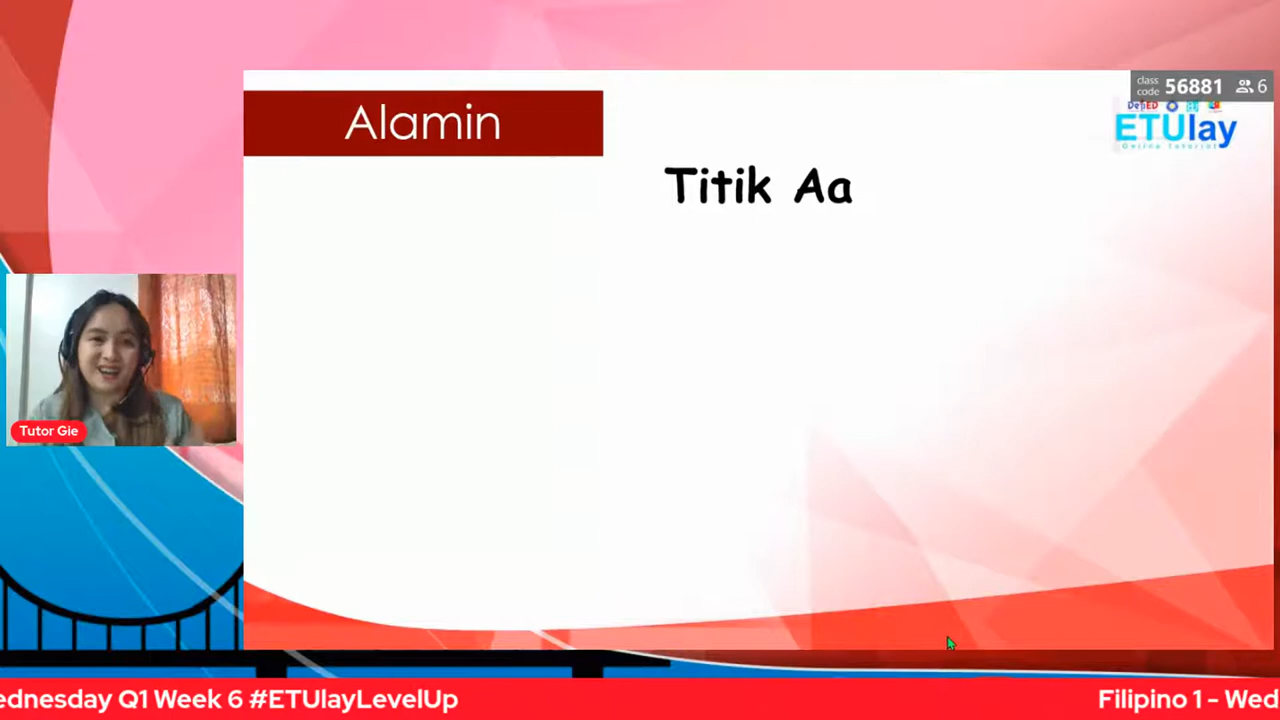 Alamin
class code 56881 6
DepED
ETUlay
Online Tutorial
Titik Aa
Tutor Gie
ednesday Q1 Week 6 #ETUlayLevelUp
Filipino 1 - Wed